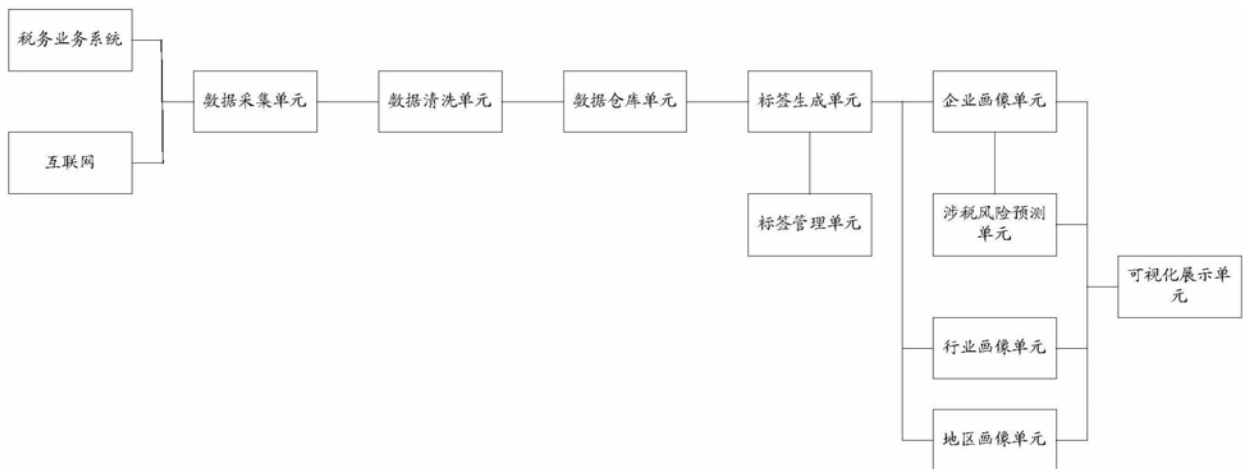 税务业务系统
互联网
数据采集单元
数据清洗单元
数据仓库单元
标签生成单元
标签管理单元
企业画像单元
涉税风险预测
单元
行业画像单元
地区画像单元
可视化展示单
元